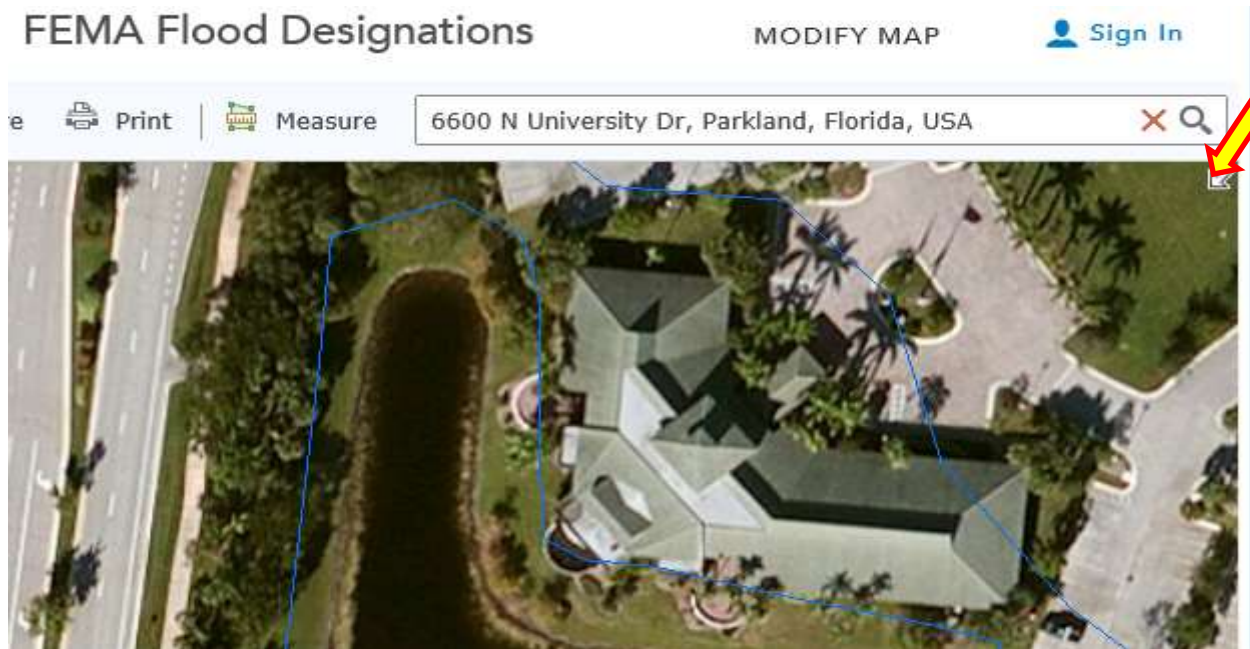 FEMA Flood Designations
MODIFY MAP
Sign In
e Print Measure 6600 N University Dr, Parkland, Florida, USA